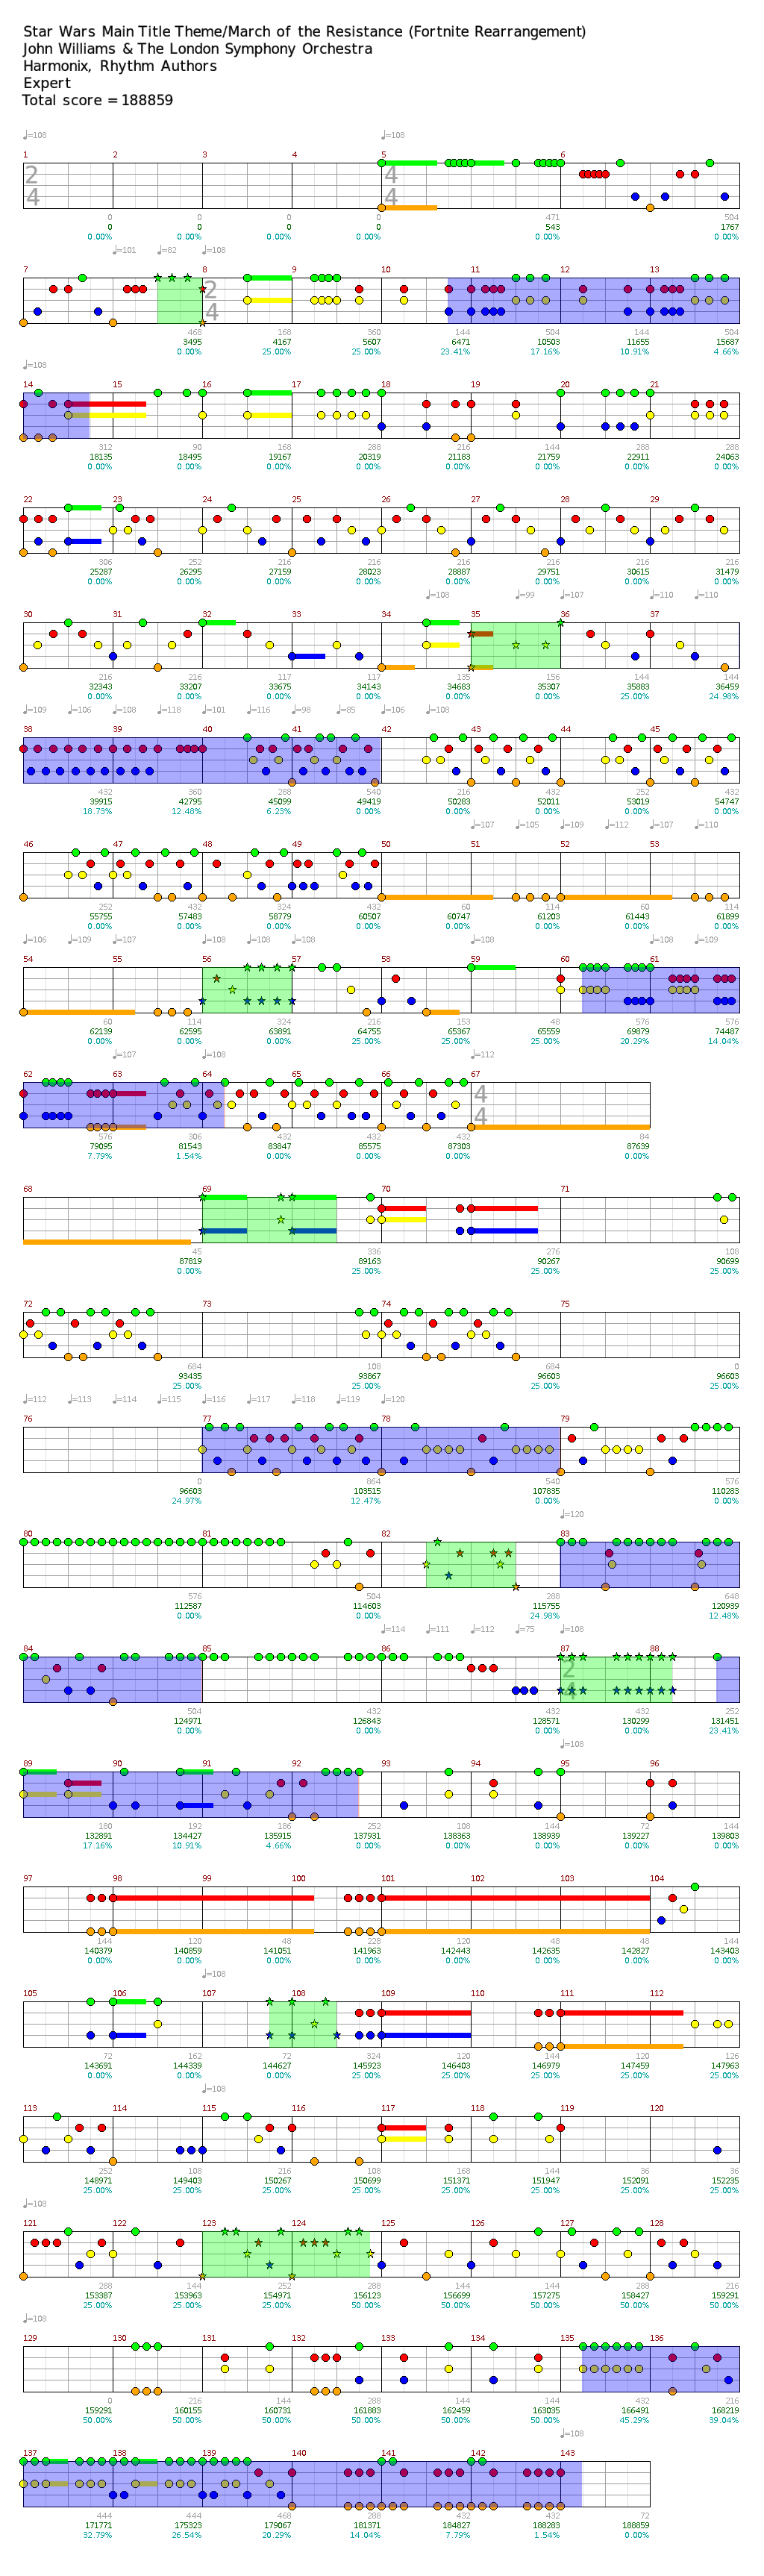 Star Wars Main Title Theme/March of the Resistance (Fortnite Rearrangement)
John Williams & The London Symphony Orchestra
Harmonix, Rhythm Authors
Expert
Total score = 188859
♩=108 ♩=108
1 2 3 4 5 6
2 4
4 4
0 0 0 0 471 504
0 0 0 0 543 1767
0.00% 0.00% 0.00% 0.00% 0.00% 0.00%
♩=101 ♩=82 ♩=108
7 8 9 10 11 12 13
2
4
468 168 360 144 504 144 504
3495 4167 5607 6471 10503 11655 15687
0.00% 25.00% 25.00% 23.41% 17.16% 10.91% 4.66%
♩=108
14 15 16 17 18 19 20 21
312 90 168 288 216 144 288 288
18135 18495 19167 20319 21183 21759 22911 24063
0.00% 0.00% 0.00% 0.00% 0.00% 0.00% 0.00% 0.00%
22 23 24 25 26 27 28 29
306 252 216 216 216 216 216 216
25287 26295 27159 28023 28887 29751 30615 31479
0.00% 0.00% 0.00% 0.00% 0.00% 0.00% 0.00% 0.00%
♩=108 ♩=99 ♩=107 ♩=110 ♩=110
30 31 32 33 34 35 36 37
216 216 117 117 135 156 144 144
32343 33207 33675 34143 34683 35307 35883 36459
0.00% 0.00% 0.00% 0.00% 0.00% 0.00% 25.00% 24.98%
♩=109 ♩=106 ♩=108 ♩=118 ♩=101 ♩=116 ♩=98 ♩=85 ♩=106 ♩=108
38 39 40 41 42 43 44 45
432 360 288 540 216 432 252 432
39915 42795 45099 49419 50283 52011 53019 54747
18.73% 12.48% 6.23% 0.00% 0.00% 0.00% 0.00% 0.00%
♩=107 ♩=105 ♩=109 ♩=112 ♩=107 ♩=110
46 47 48 49 50 51 52 53
252 432 324 432 60 114 60 114
55755 57483 58779 60507 60747 61203 61443 61899
0.00% 0.00% 0.00% 0.00% 0.00% 0.00% 0.00% 0.00%
♩=106 ♩=109 ♩=107 ♩=108 ♩=108 ♩=108 ♩=108 ♩=108 ♩=109
54 55 56 57 58 59 60 61
60 114 324 216 153 48 576 576
62139 62595 63891 64755 65367 65559 69879 74487
0.00% 0.00% 0.00% 25.00% 25.00% 25.00% 20.29% 14.04%
♩=107 ♩=108 ♩=112
62 63 64 65 66 67
4
4
576 306 432 432 432 84
79095 81543 83847 85575 87303 87639
7.79% 1.54% 0.00% 0.00% 0.00% 0.00%
68 69 70 71
45 336 276 108
87819 89163 90267 90699
0.00% 25.00% 25.00% 25.00%
72 73 74 75
684 108 684 0
93435 93867 96603 96603
25.00% 25.00% 25.00% 25.00%
♩=112 ♩=113 ♩=114 ♩=115 ♩=116 ♩=117 ♩=118 ♩=119 ♩=120
76 77 78 79
0 864 540 576
96603 103515 107835 110283
24.97% 12.47% 0.00% 0.00%
♩=120
80 81 82 83
576 504 288 648
112587 114603 115755 120939
0.00% 0.00% 24.98% 12.48%
♩=114 ♩=111 ♩=112 ♩=75 ♩=108
84 85 86 87 88
2
4
504 432 432 432 252
124971 126843 128571 130299 131451
0.00% 0.00% 0.00% 0.00% 23.41%
♩=108
89 90 91 92 93 94 95 96
180 192 186 252 108 144 72 144
132891 134427 135915 137931 138363 138939 139227 139803
17.16% 10.91% 4.66% 0.00% 0.00% 0.00% 0.00% 0.00%
97 98 99 100 101 102 103 104
144 120 48 228 120 48 48 144
140379 140859 141051 141963 142443 142635 142827 143403
0.00% 0.00% 0.00% 0.00% 0.00% 0.00% 0.00% 0.00%
♩=108
105 106 107 108 109 110 111 112
72 162 72 324 120 144 120 126
143691 144339 144627 145923 146403 146979 147459 147963
0.00% 0.00% 0.00% 25.00% 25.00% 25.00% 25.00% 25.00%
♩=108
113 114 115 116 117 118 119 120
252 108 216 108 168 144 36 36
148971 149403 150267 150699 151371 151947 152091 152235
25.00% 25.00% 25.00% 25.00% 25.00% 25.00% 25.00% 25.00%
♩=108
121 122 123 124 125 126 127 128
288 144 252 288 144 144 288 216
153387 153963 154971 156123 156699 157275 158427 159291
25.00% 25.00% 25.00% 50.00% 50.00% 50.00% 50.00% 50.00%
♩=108
129 130 131 132 133 134 135 136
0 216 144 288 144 144 432 216
159291 160155 160731 161883 162459 163035 166491 168219
50.00% 50.00% 50.00% 50.00% 50.00% 50.00% 45.29% 39.04%
♩=108
137 138 139 140 141 142 143
444 444 468 288 432 432 72
171771 175323 179067 181371 184827 188283 188859
32.79% 26.54% 20.29% 14.04% 7.79% 1.54% 0.00%